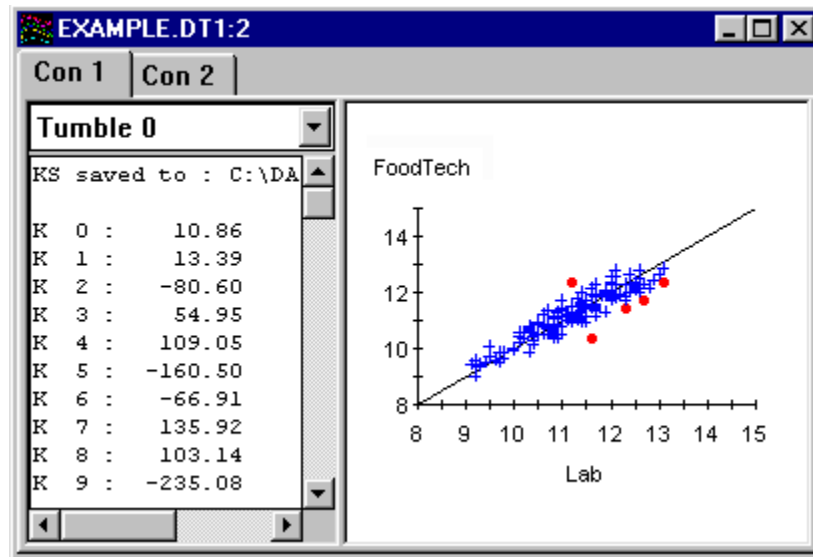 EXAMPLE.DT1:2
Con 1 Con 2
Tumble 0
KS saved to : C:\DA
K 0 : 10.86
K 1 : 13.39
K 2 : -80.60
K 3 : 54.95
K 4 : 109.05
K 5 : -160.50
K 6 : -66.91
K 7 : 135.92
K 8 : 103.14
K 9 : -235.08
FoodTech
14
12
10
8
8 9 10 11 12 13 14 15
Lab